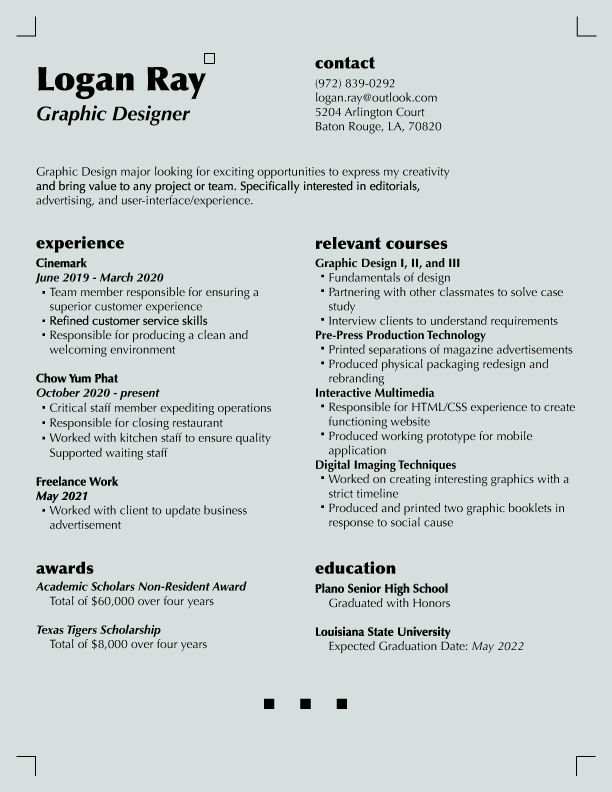 Logan Ray
Graphic Designer
contact
(972) 839-0292
logan.ray@outlook.com
5204 Arlington Court
Baton Rouge, LA, 70820
Graphic Design major looking for exciting opportunities to express my creativity
and bring value to any project or team. Specifically interested in editorials,
advertising, and user-interface/experience.
experience
Cinemark
June 2019 - March 2020
▪ Team member responsible for ensuring a
superior customer experience
▪ Refined customer service skills
▪ Responsible for producing a clean and
welcoming environment
Chow Yum Phat
October 2020 - present
▪ Critical staff member expediting operations
▪ Responsible for closing restaurant
▪ Worked with kitchen staff to ensure quality
Supported waiting staff
Freelance Work
May 2021
▪ Worked with client to update business
advertisement
awards
Academic Scholars Non-Resident Award
Total of $60,000 over four years
Texas Tigers Scholarship
Total of $8,000 over four years
relevant courses
Graphic Design I, II, and III
▪ Fundamentals of design
▪ Partnering with other classmates to solve case
study
▪ Interview clients to understand requirements
Pre-Press Production Technology
▪ Printed separations of magazine advertisements
▪ Produced physical packaging redesign and
rebranding
Interactive Multimedia
▪ Responsible for HTML/CSS experience to create
functioning website
▪ Produced working prototype for mobile
application
Digital Imaging Techniques
▪ Worked on creating interesting graphics with a
strict timeline
▪ Produced and printed two graphic booklets in
response to social cause
education
Plano Senior High School
Graduated with Honors
Louisiana State University
Expected Graduation Date: May 2022